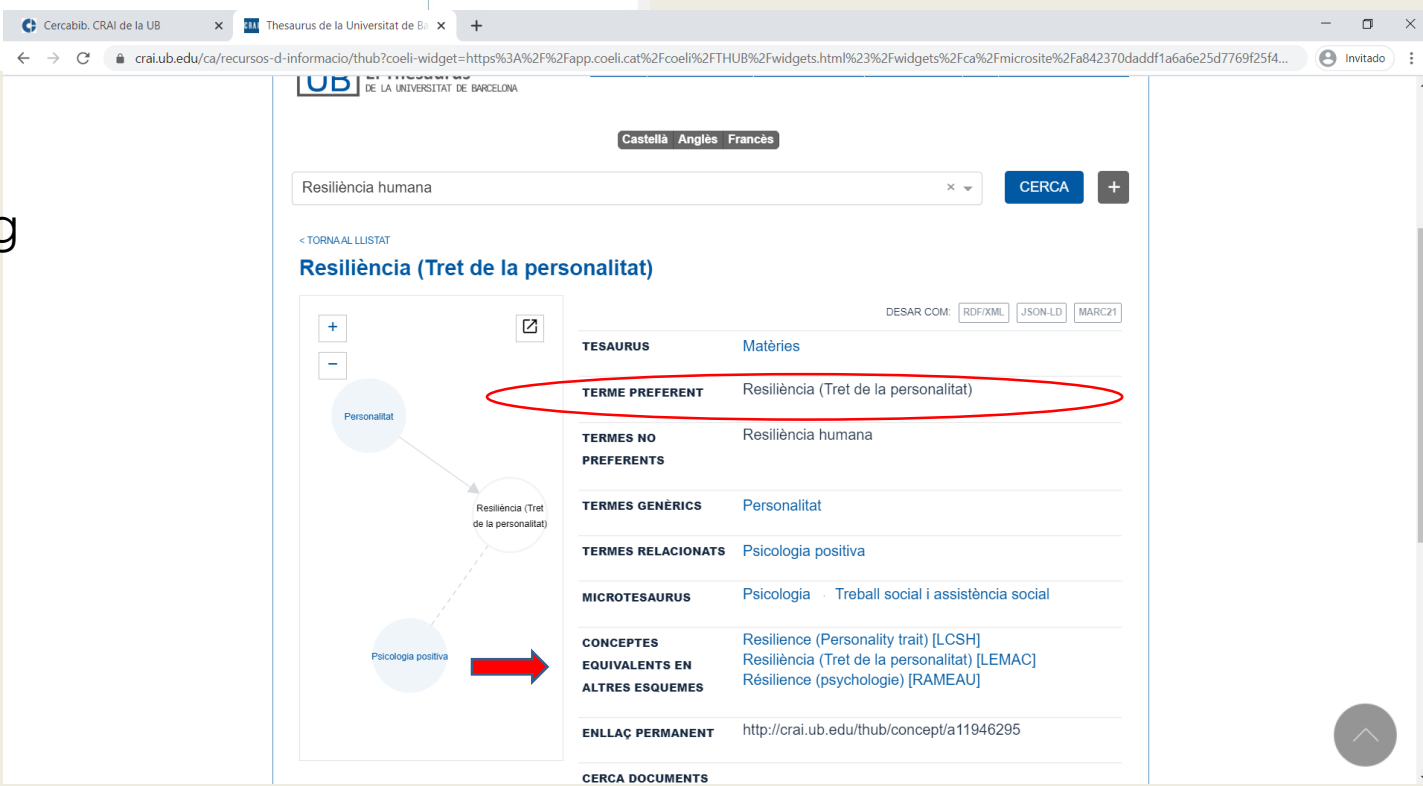 Cercabib. CRAI de la UB
Thesaurus de la Universitat de Ba
crai.ub.edu/ca/recursos-d-informacio/thub?coeli-widget=https%3A%2F%2Fapp.coeli.cat%2Fcoeli%2FTHUB%2Fwidgets.html%23%2Fwidgets%2Fca%2Fmicrosite%2Fa842370daddf1a6a6e25d7769f25f4...
Invitado
UB El Thesaurus
DE LA UNIVERSITAT DE BARCELONA
Castellà Anglès Francès
Resiliència humana
CERCA +
g
< TORNA AL LLISTAT
Resiliència (Tret de la personalitat)
DESAR COM: RDF/XML JSON-LD MARC21
+
−
Personalitat
Resiliència (Tret
de la personalitat)
Psicologia positiva
TESAURUS Matèries
TERME PREFERENT Resiliència (Tret de la personalitat)
TERMES NO
PREFERENTS
Resiliència humana
TERMES GENÈRICS Personalitat
TERMES RELACIONATS Psicologia positiva
MICROTESAURUS Psicologia · Treball social i assistència social
CONCEPTES
EQUIVALENTS EN
ALTRES ESQUEMES
Resilience (Personality trait) [LCSH]
Resiliència (Tret de la personalitat) [LEMAC]
Résilience (psychologie) [RAMEAU]
ENLLAÇ PERMANENT http://crai.ub.edu/thub/concept/a11946295
CERCA DOCUMENTS